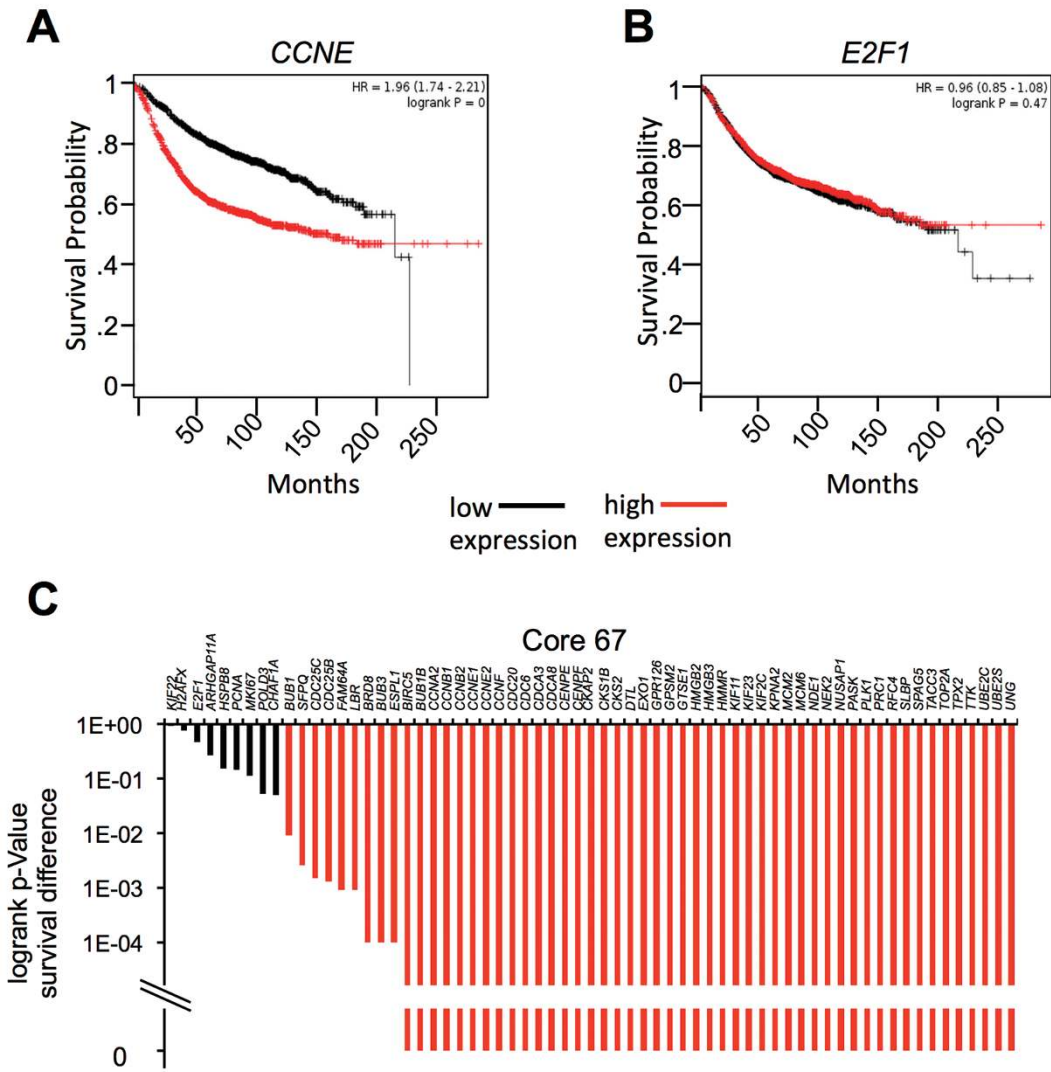 A
CCNE
HR = 1.96 (1.74 - 2.21)
logrank P = 0
Survival Probability
1
.8
.6
.4
.2
0
50
100
150
200
250
Months
B
E2F1
HR = 0.96 (0.85 - 1.08)
logrank P = 0.47
Survival Probability
1
.8
.6
.4
.2
0
50
100
150
200
250
Months
low expression
high expression
C
Core 67
KIF22
H2AFX
E2F1
ARHGAP11A
HSPB8
PCNA
MKI67
POLD3
CHAF1A
BUB1
SFPQ
CDC25C
CDC25B
FAM64A
LBR
BRD8
BUB3
ESPL1
BIRC5
BUB1B
CCNA2
CCNB1
CCNB2
CCNE1
CCNE2
CCNF
CDC20
CDC6
CDCA3
CDCA8
CENPE
CENPF
CKAP2
CKS1B
CKS2
DTL
EXO1
GPR126
GPSM2
GTSE1
HMGB2
HMGB3
HMMR
KIF11
KIF23
KIF2C
KPNA2
MCM2
MCM6
NDE1
NEK2
NUSAP1
PASK
PLK1
PRC1
RFC4
SLBP
SPAG5
TACC3
TOP2A
TPX2
TTK
UBE2C
UBE2S
UNG
logrank p-Value
survival difference
1E+00
1E-01
1E-02
1E-03
1E-04
0